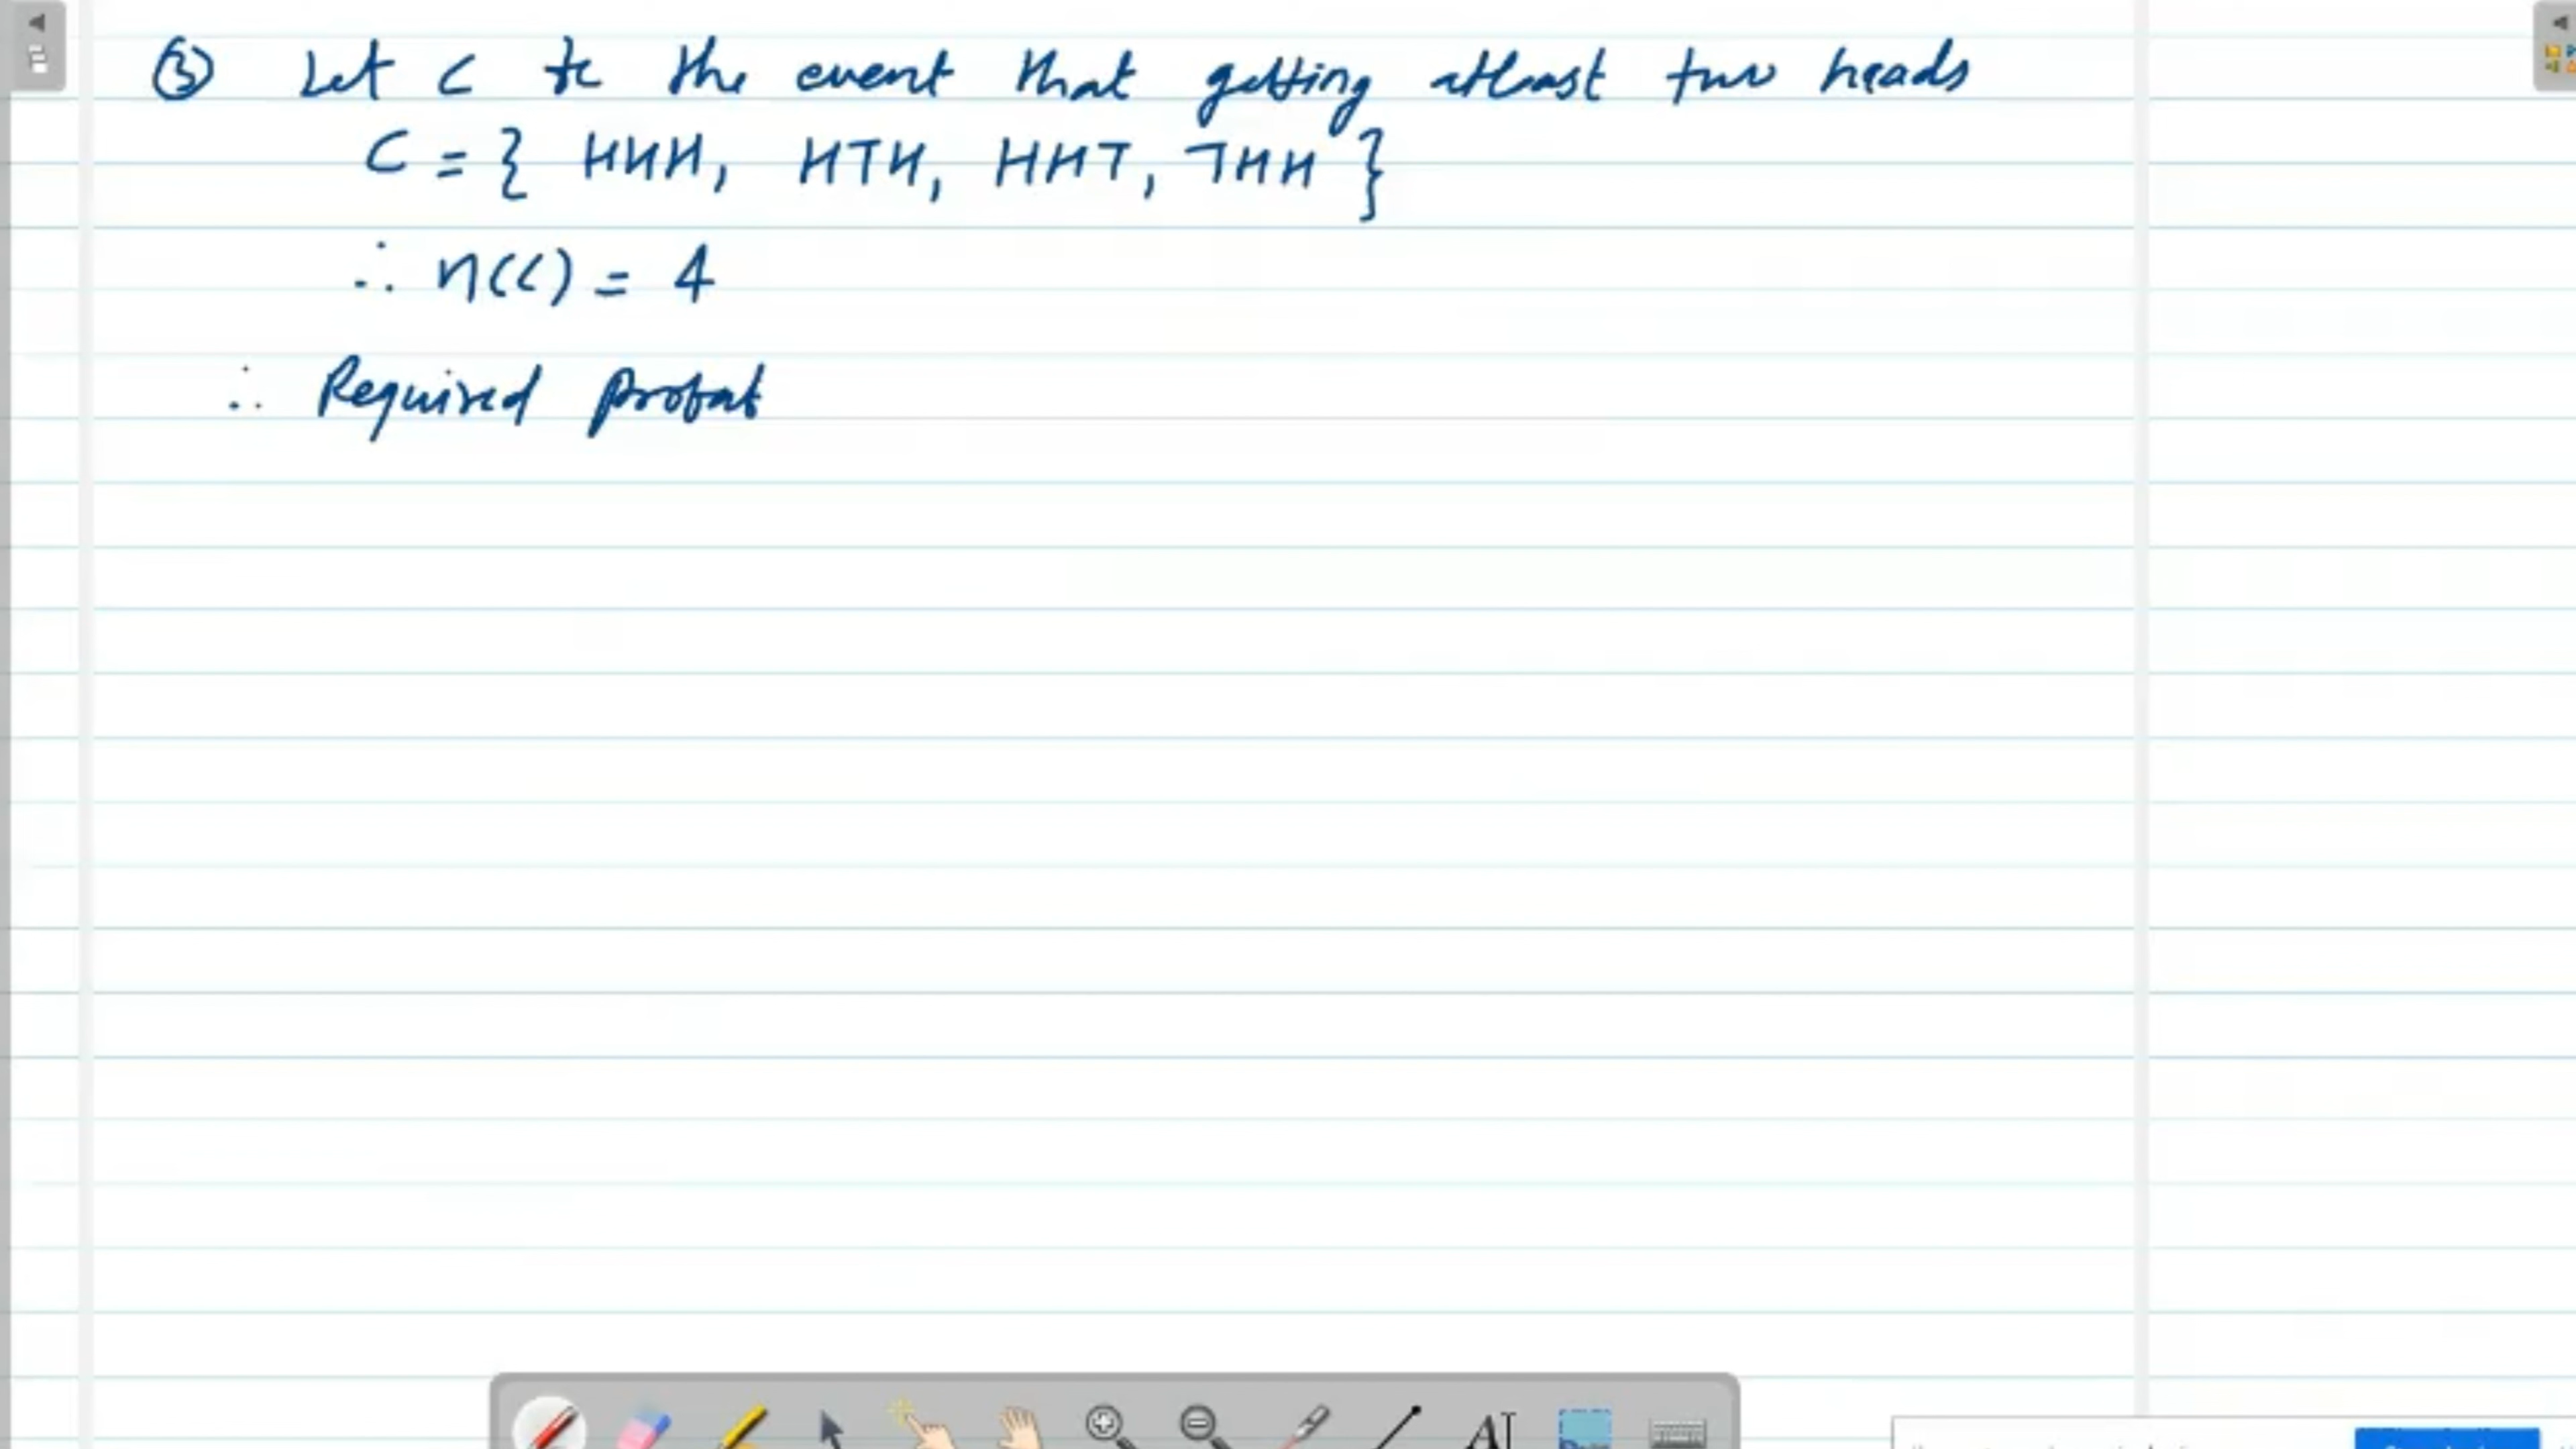 ③ Let C be the event that getting atleast two heads
C = { HHH, HTH, HHT, THH }
∴ n(C) = 4
∴ Required probab